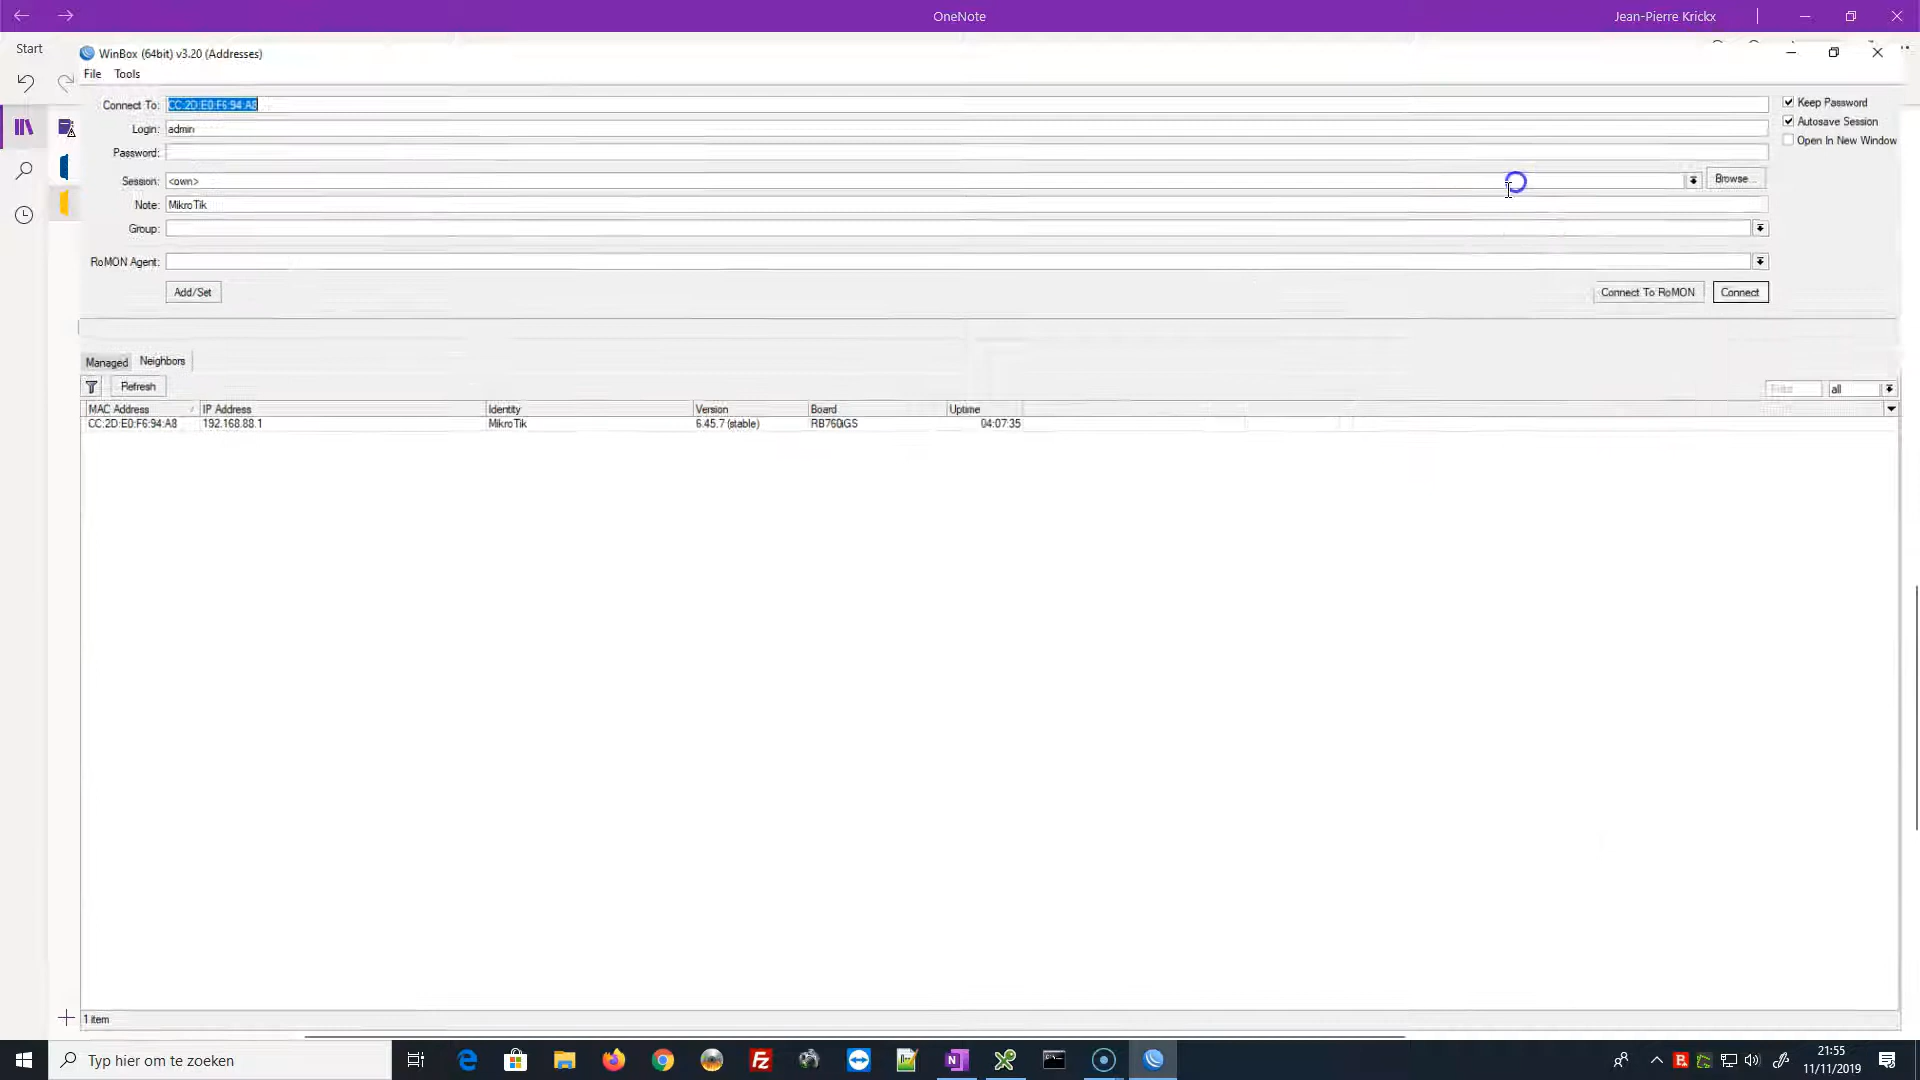 OneNote
Jean-Pierre Krickx
Start
WinBox (64bit) v3.20 (Addresses)
File Tools
Connect To: CC:2D:E0:F6:94:A8
Keep Password
Login: admin
Autosave Session
Open In New Window
Password:
Session: <own>
Browse...
Note: MikroTik
Group:
RoMON Agent:
Add/Set
Connect To RoMON
Connect
Managed Neighbors
Refresh
Find
all
MAC Address IP Address Identity Version Board Uptime
CC:2D:E0:F6:94:A8 192.168.88.1 MikroTik 6.45.7 (stable) RB760iGS 04:07:35
1 item
Typ hier om te zoeken
21:55
11/11/2019